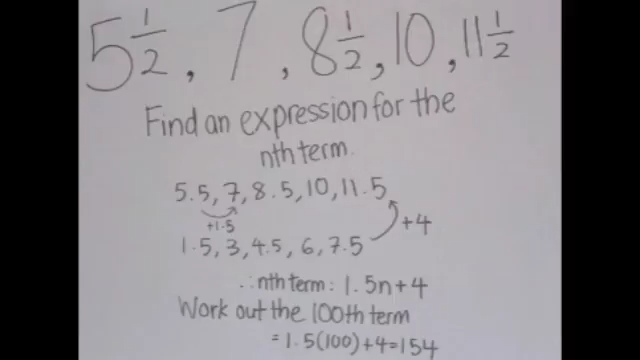 5 1/2, 7, 8 1/2, 10, 11 1/2
Find an expression for the
nth term.
5.5, 7, 8.5, 10, 11.5
+1.5
1.5, 3, 4.5, 6, 7.5
+4
∴ nth term: 1.5n+4
Work out the 100th term
= 1.5(100)+4=154